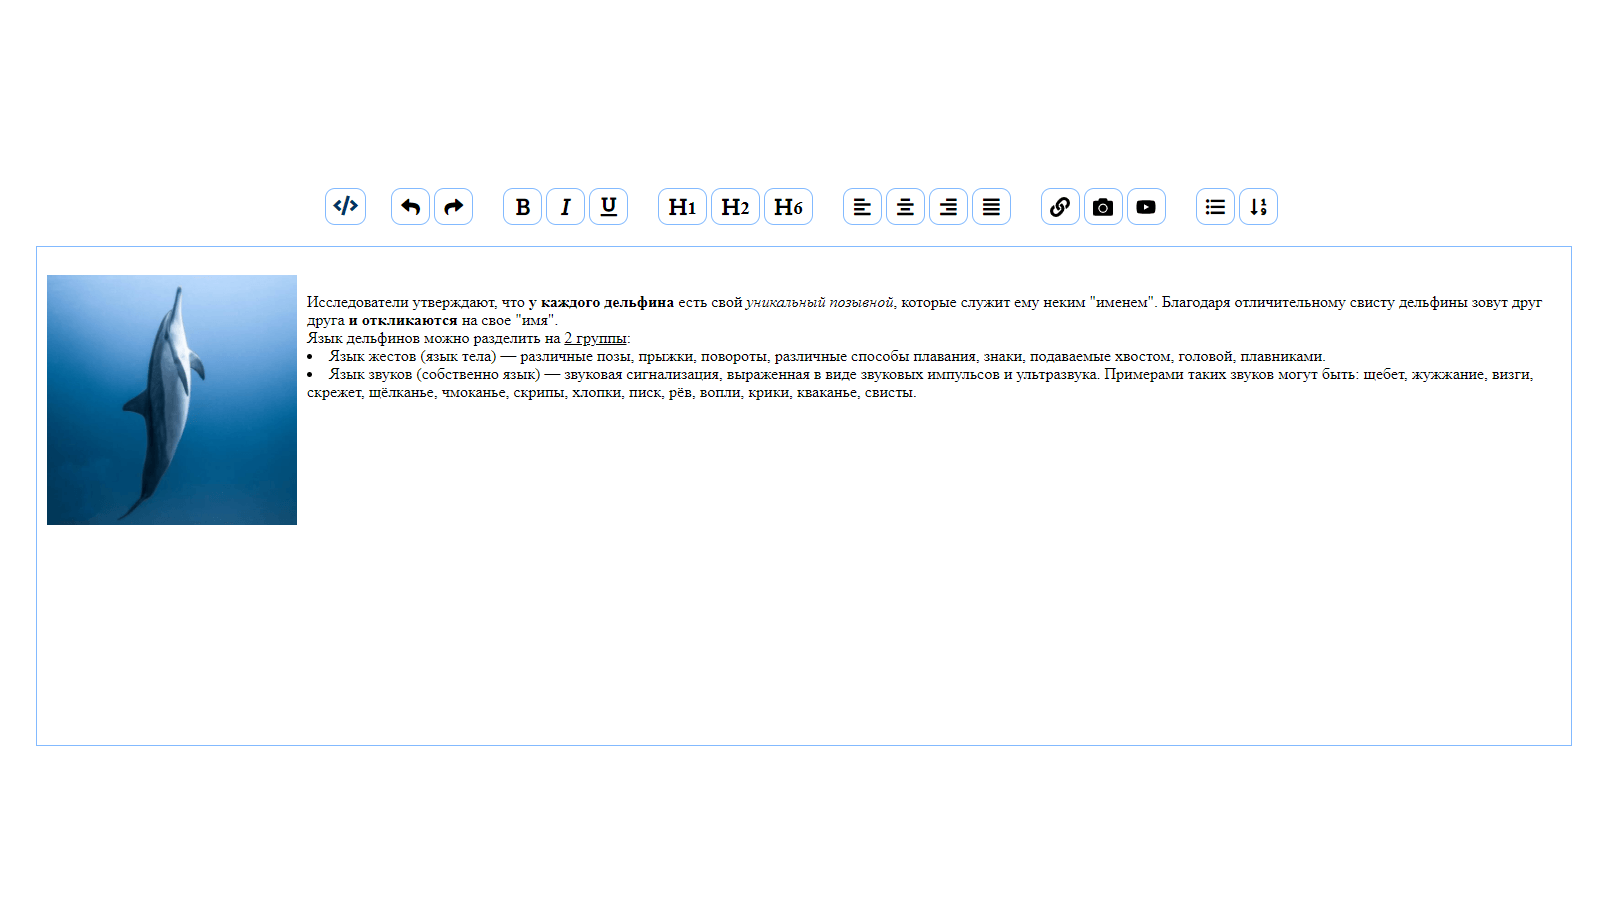 </> B I U H1 H2 H6
Исследователи утверждают, что у каждого дельфина есть свой уникальный позывной, которые служит ему неким "именем". Благодаря отличительному свисту дельфины зовут друг
друга и откликаются на свое "имя".
Язык дельфинов можно разделить на 2 группы:
• Язык жестов (язык тела) — различные позы, прыжки, повороты, различные способы плавания, знаки, подаваемые хвостом, головой, плавниками.
• Язык звуков (собственно язык) — звуковая сигнализация, выраженная в виде звуковых импульсов и ультразвука. Примерами таких звуков могут быть: щебет, жужжание, визги,
скрежет, щёлканье, чмоканье, скрипы, хлопки, писк, рёв, вопли, крики, кваканье, свисты.